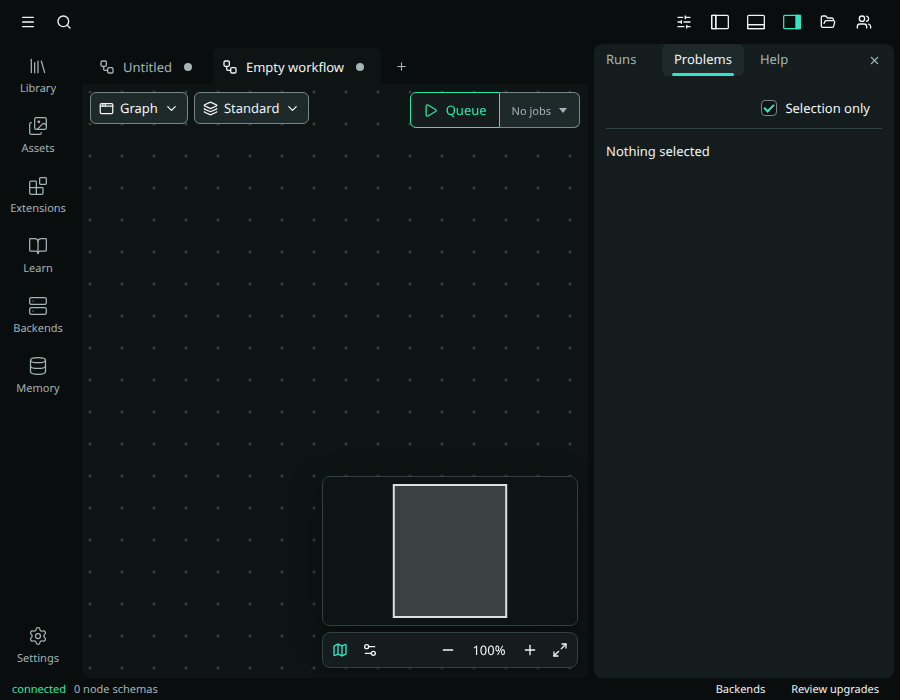 Library
Assets
Extensions
Learn
Backends
Memory
Settings
Untitled
Empty workflow
Graph
Standard
Queue
No jobs
100%
Runs
Problems
Help
Selection only
Nothing selected
connected
0 node schemas
Backends
Review upgrades